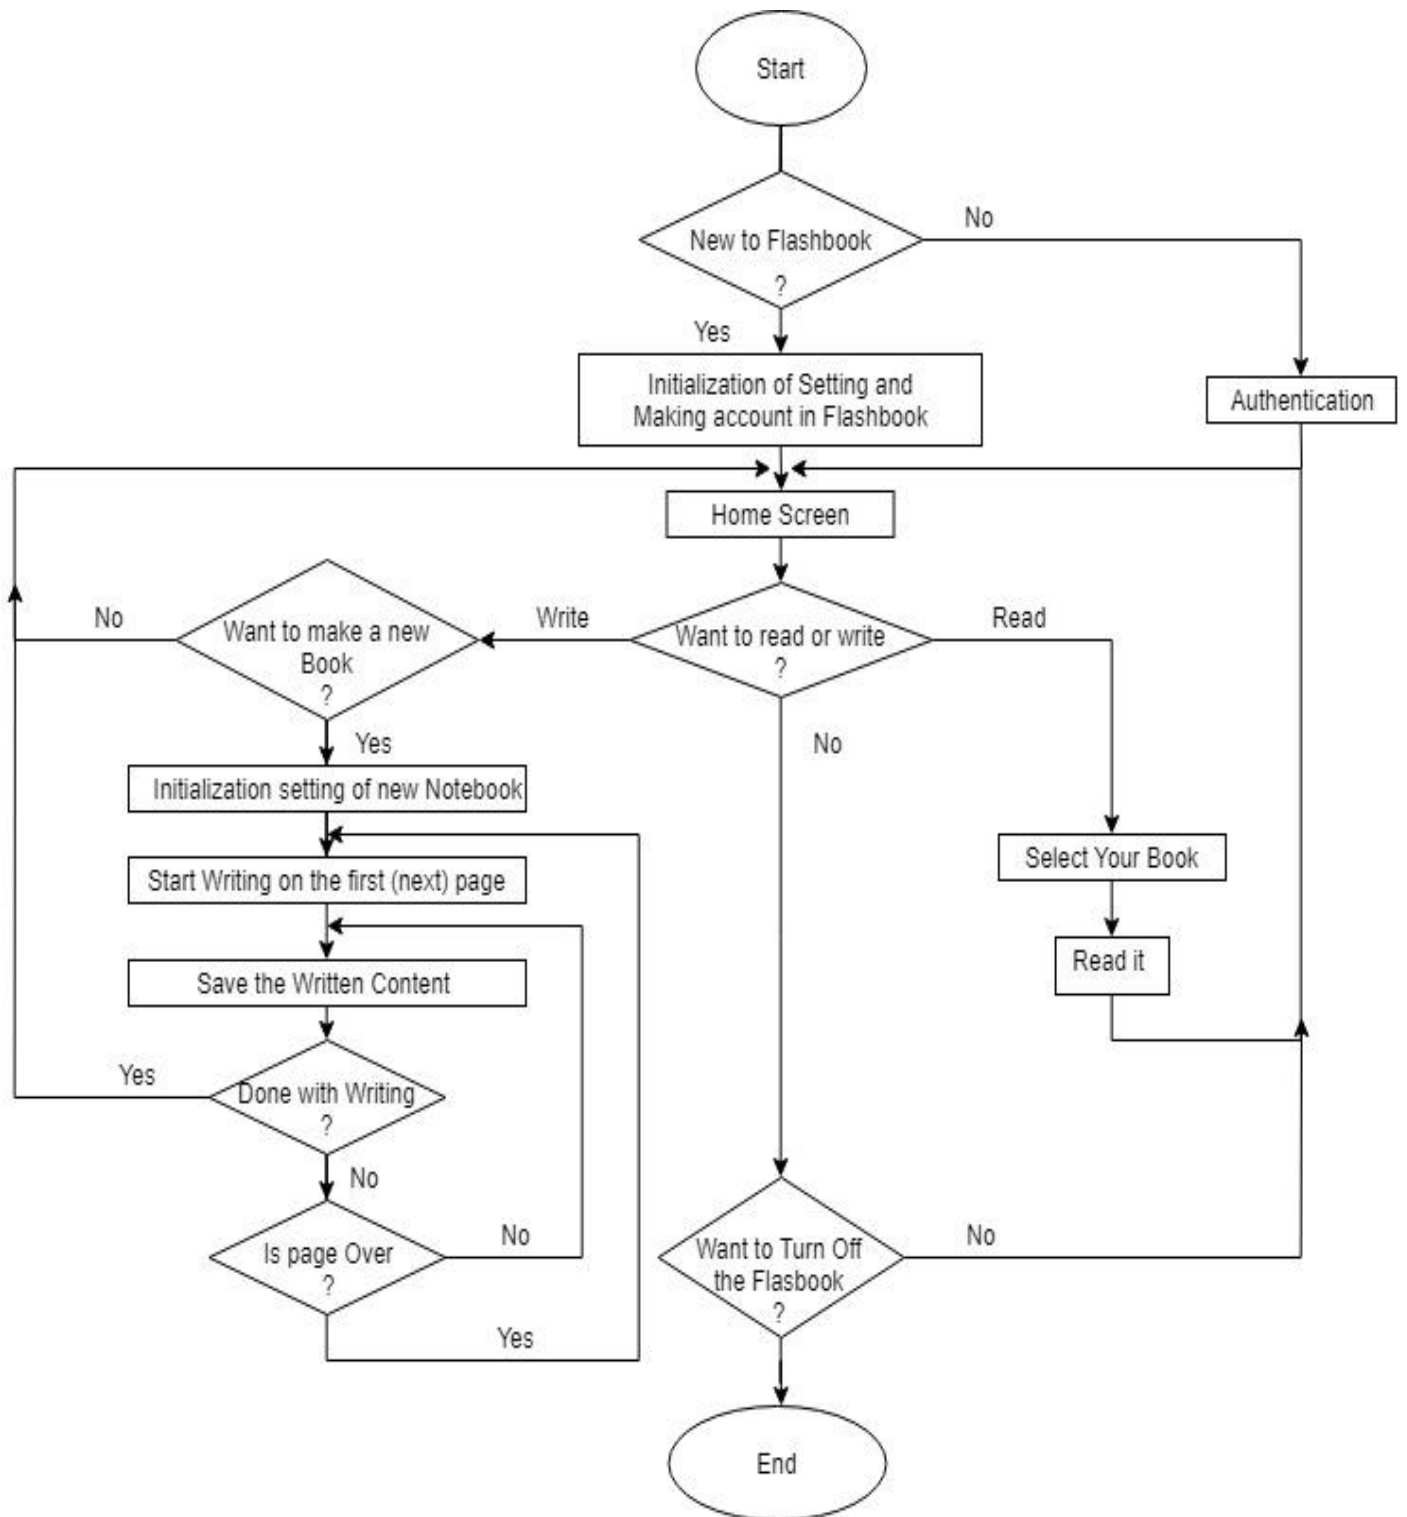 Start
New to Flashbook
?
No
Yes
Initialization of Setting and
Making account in Flashbook
Authentication
Home Screen
Want to read or write
?
Write
Read
No
Want to make a new
Book
?
No
Yes
Initialization setting of new Notebook
Start Writing on the first (next) page
Save the Written Content
Done with Writing
?
Yes
No
Is page Over
?
No
Yes
Select Your Book
Read it
Want to Turn Off
the Flasbook
?
No
End